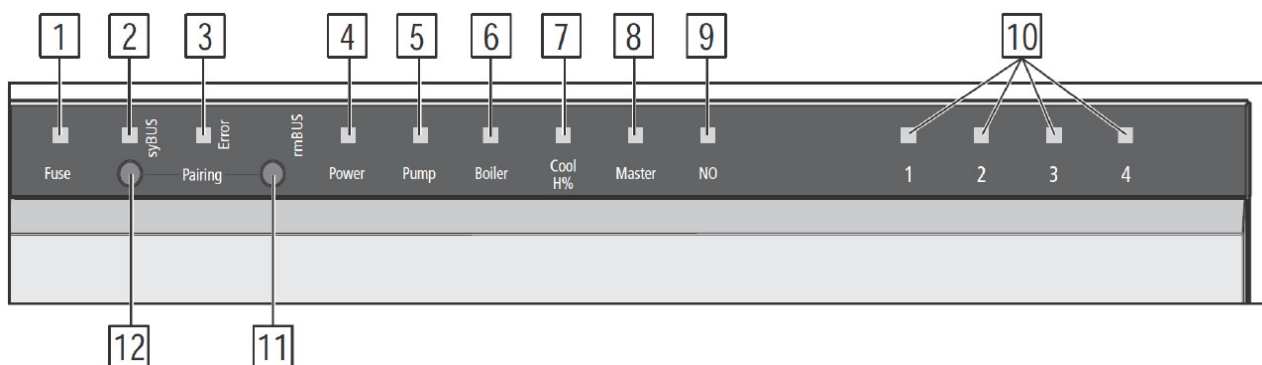 1 2 3 4 5 6 7 8 9 10
syBUS Error rmBUS
Fuse Pairing Power Pump Boiler Cool H% Master NO 1 2 3 4
12 11